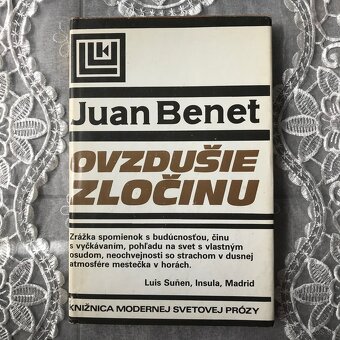 Juan Benet
OVZDUŠIE
ZLOČINU
Zrážka spomienok s budúcnosťou, činu
s vyčkávaním, pohľadu na svet s vlastným
osudom, neochvejnosti so strachom v dusnej
atmosfére mestečka v horách.
Luis Suňen, Insula, Madrid
KNIŽNICA MODERNEJ SVETOVEJ PRÓZY